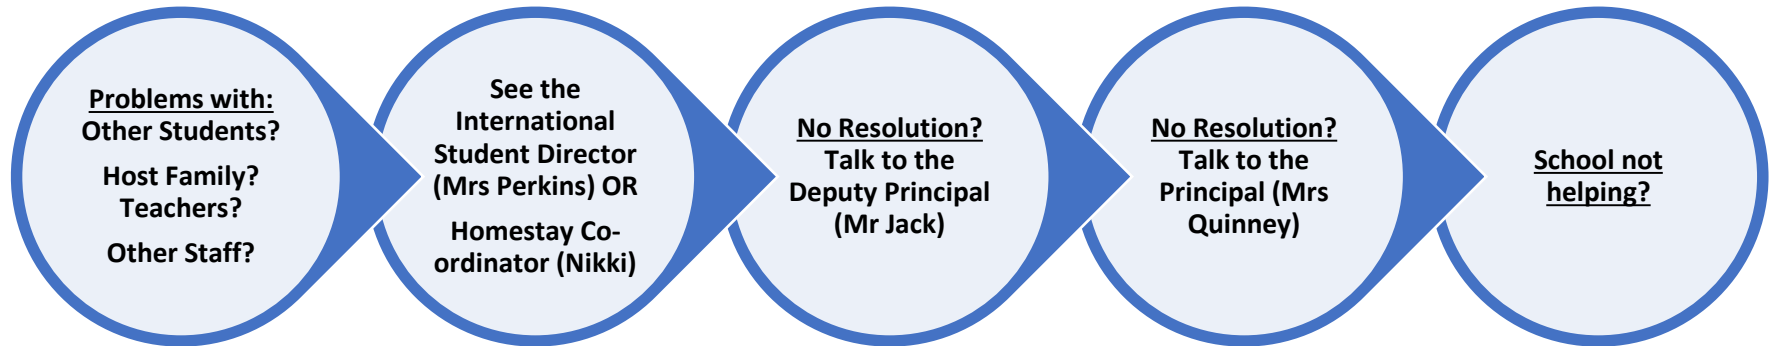 Problems with:
Other Students?
Host Family?
Teachers?
Other Staff?
See the
International
Student Director
(Mrs Perkins) OR
Homestay Co-
ordinator (Nikki)
No Resolution?
Talk to the
Deputy Principal
(Mr Jack)
No Resolution?
Talk to the
Principal (Mrs
Quinney)
School not
helping?